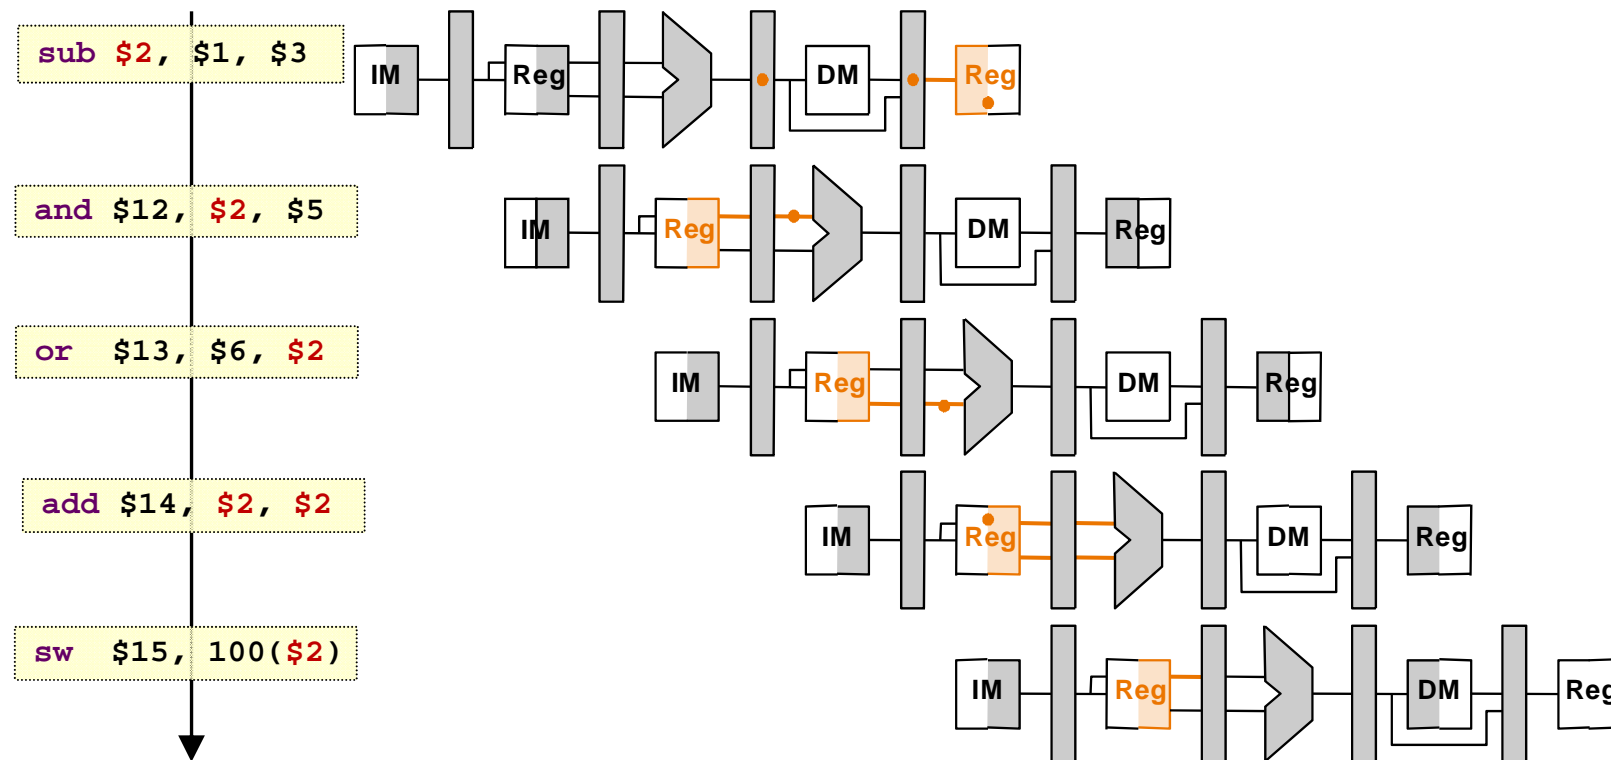 sub $2, $1, $3
IM Reg DM Reg
and $12, $2, $5
IM Reg DM Reg
or $13, $6, $2
IM Reg DM Reg
add $14, $2, $2
IM Reg DM Reg
sw $15, 100($2)
IM Reg DM Reg